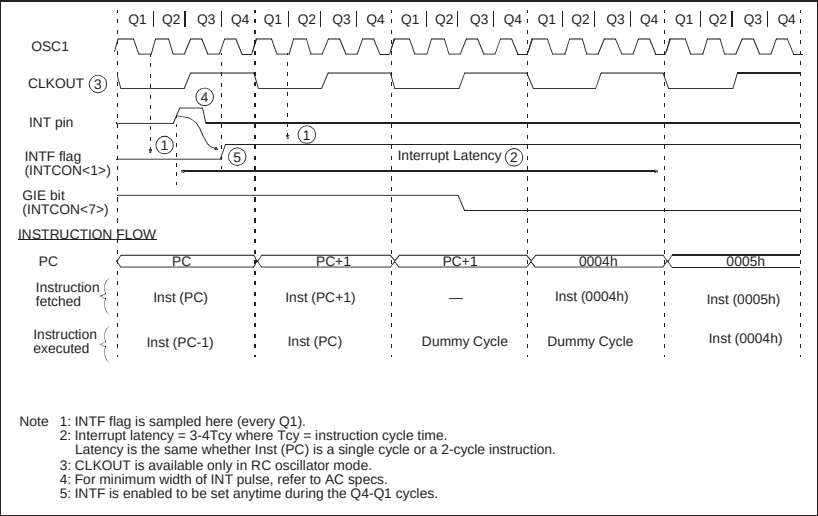 Q1 Q2 Q3 Q4 Q1 Q2 Q3 Q4 Q1 Q2 Q3 Q4 Q1 Q2 Q3 Q4 Q1 Q2 Q3 Q4
OSC1
CLKOUT 3
4
INT pin
1 1
INTF flag
(INTCON<1>)
5
Interrupt Latency 2
GIE bit
(INTCON<7>)
INSTRUCTION FLOW
PC PC PC+1 PC+1 0004h 0005h
Instruction
fetched
Inst (PC) Inst (PC+1) — Inst (0004h) Inst (0005h)
Instruction
executed
Inst (PC-1) Inst (PC) Dummy Cycle Dummy Cycle Inst (0004h)
Note 1: INTF flag is sampled here (every Q1).
2: Interrupt latency = 3-4Tcy where Tcy = instruction cycle time.
Latency is the same whether Inst (PC) is a single cycle or a 2-cycle instruction.
3: CLKOUT is available only in RC oscillator mode.
4: For minimum width of INT pulse, refer to AC specs.
5: INTF is enabled to be set anytime during the Q4-Q1 cycles.